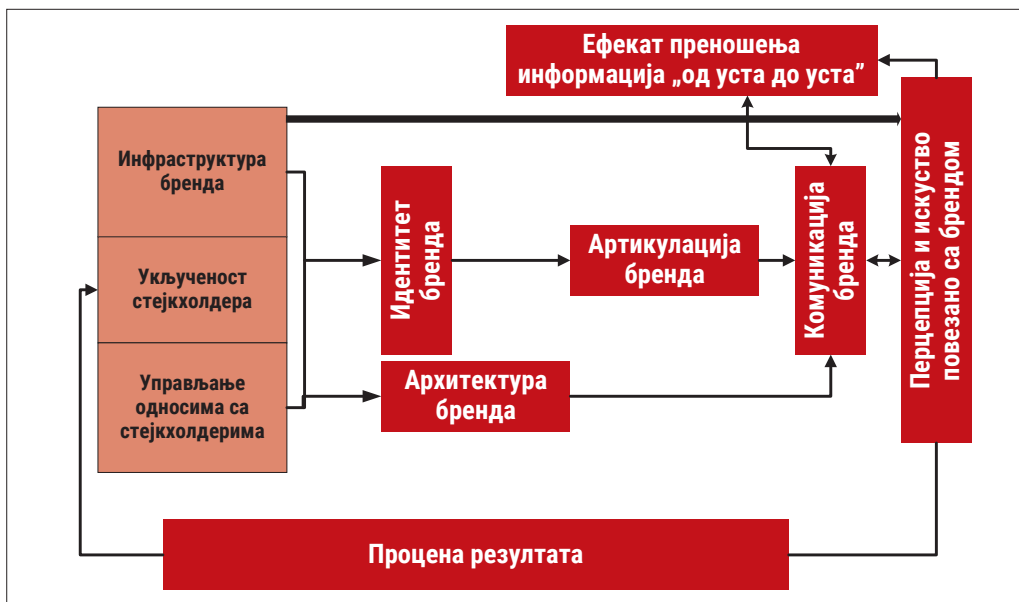 Ефекат преношења
информација „од уста до уста”
Инфраструктура
бренда
Укљученост
стејкхолдера
Управљање
односима са
стејкхолдерима
Идентитет
бренда
Архитектура
бренда
Артикулација
бренда
Комуникација
бренда
Перцепција и искуство
повезано са брендом
Процена резултата